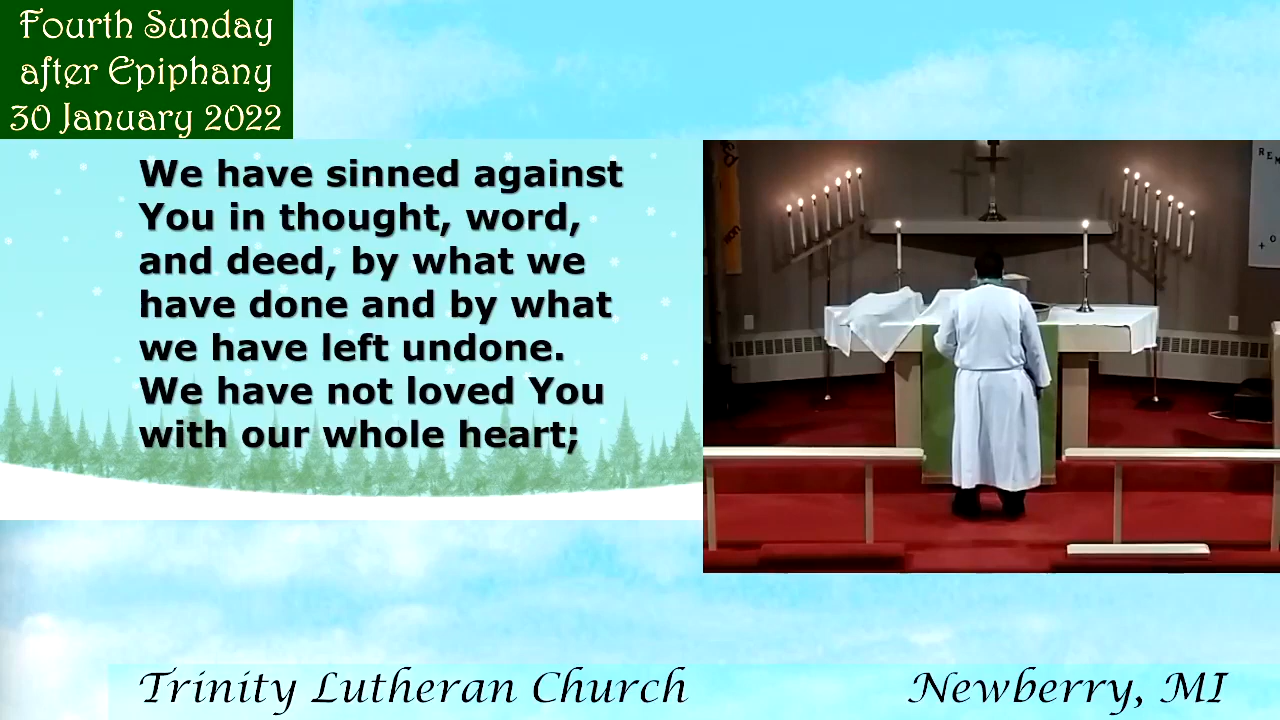 Fourth Sunday
after Epiphany
30 January 2022
We have sinned against
You in thought, word,
and deed, by what we
have done and by what
we have left undone.
We have not loved You
with our whole heart;
Trinity Lutheran Church
Newberry, MI